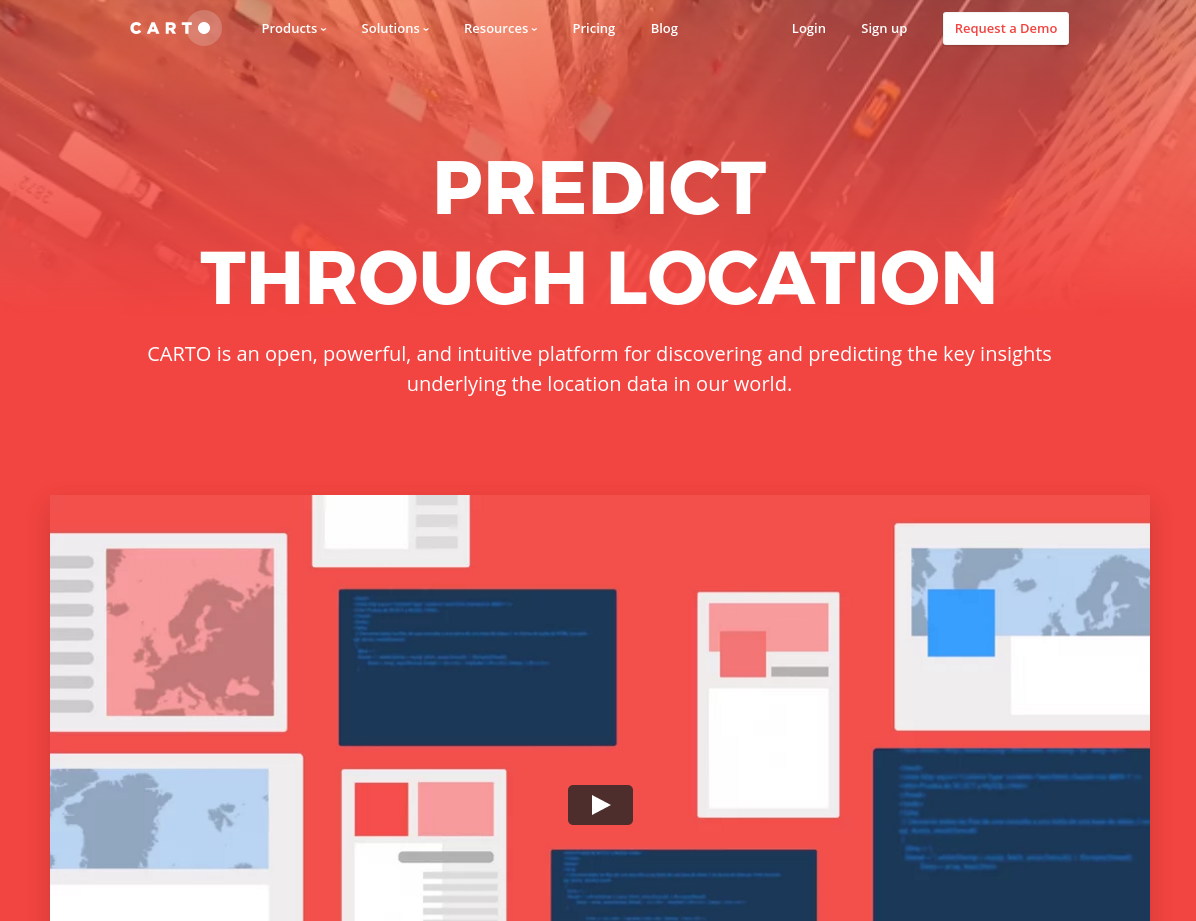 CARTO
Products
Solutions
Resources
Pricing
Blog
Login
Sign up
Request a Demo
PREDICT
THROUGH LOCATION
CARTO is an open, powerful, and intuitive platform for discovering and predicting the key insights
underlying the location data in our world.